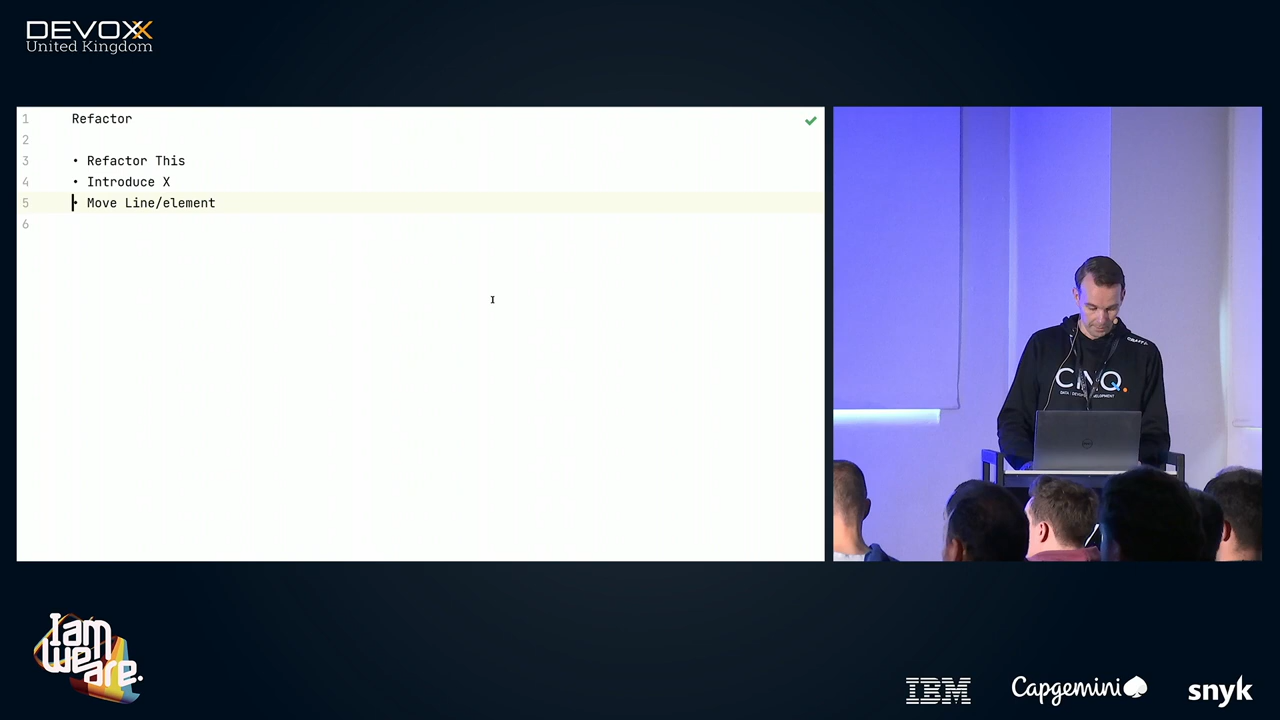 DEVOXX
United Kingdom
1 Refactor
2
3 • Refactor This
4 • Introduce X
5 • Move Line/element
6
CINQ.
I am
we are.
IBM
Capgemini
snyk